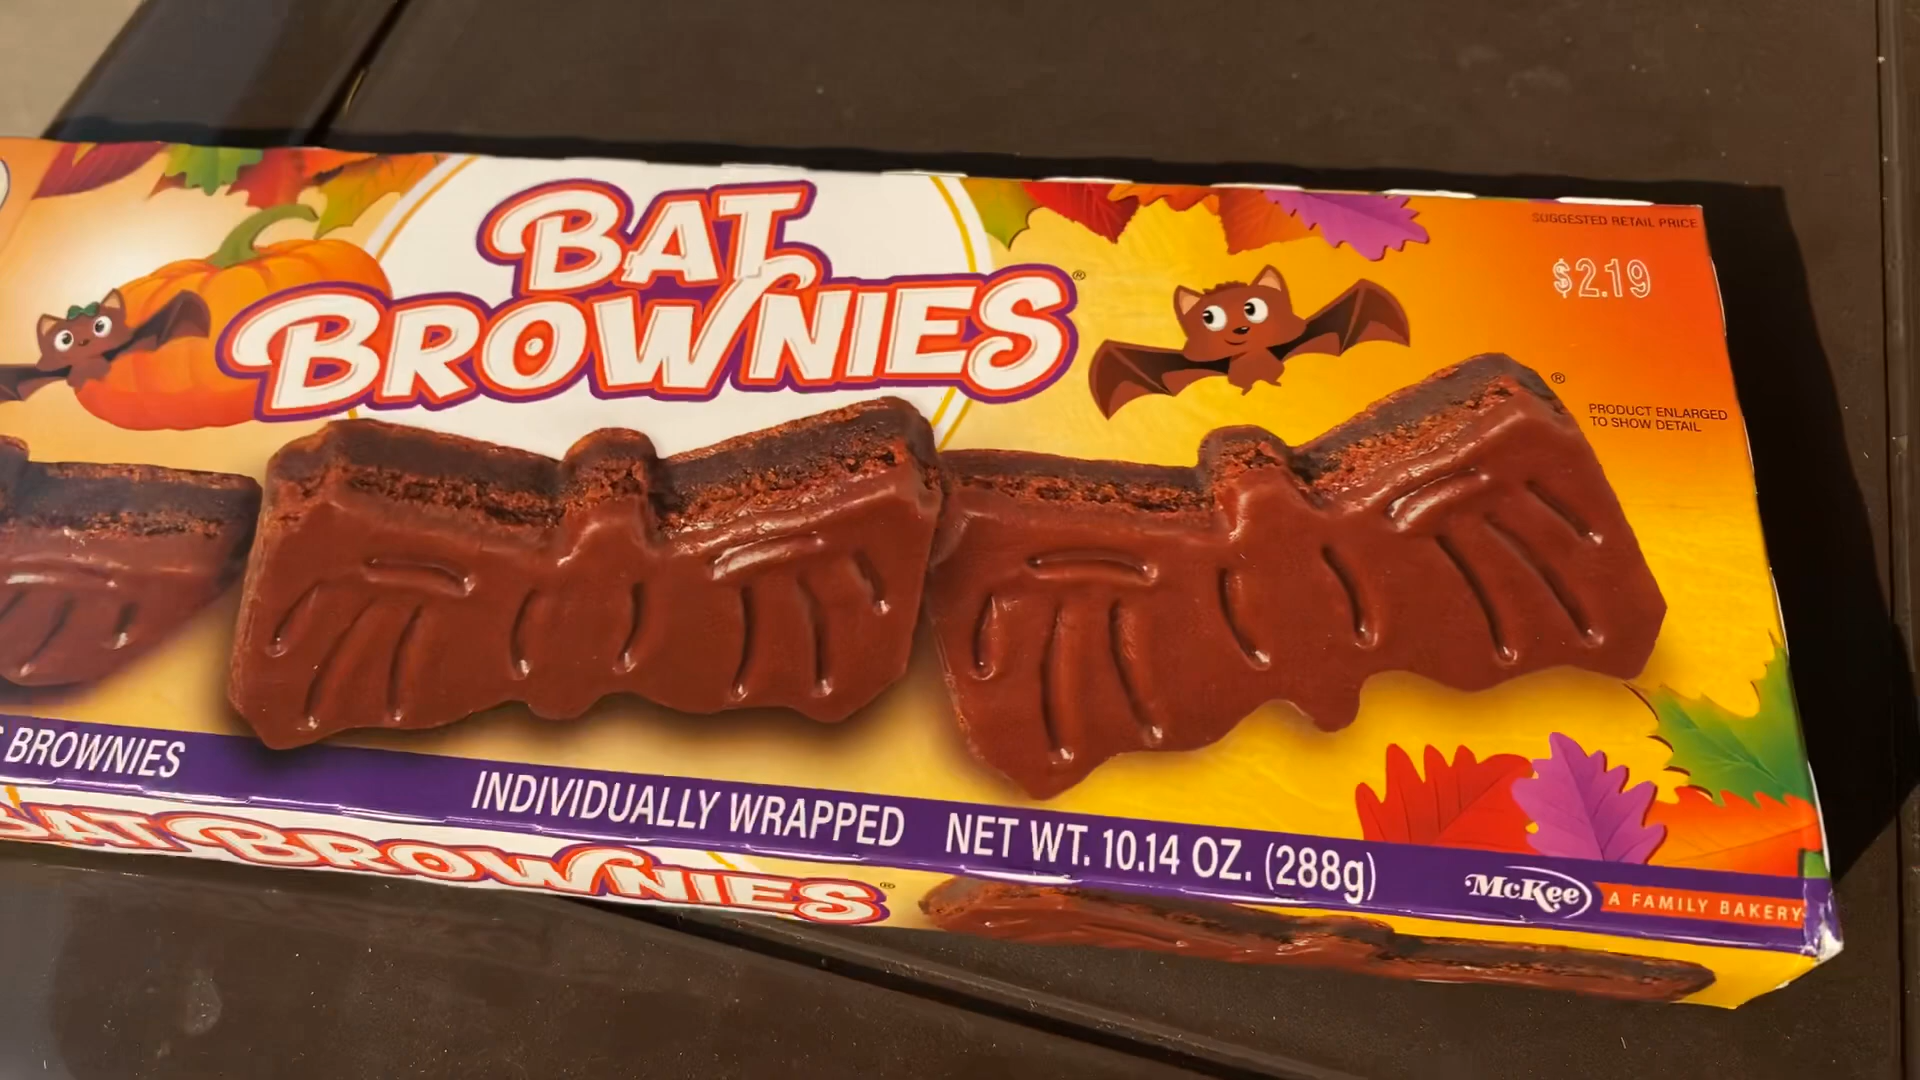 BAT
BROWNIES®
SUGGESTED RETAIL PRICE
$2.19
®
PRODUCT ENLARGED
TO SHOW DETAIL
BROWNIES
INDIVIDUALLY WRAPPED NET WT. 10.14 OZ. (288g)
McKee A FAMILY BAKERY
BAT BROWNIES®